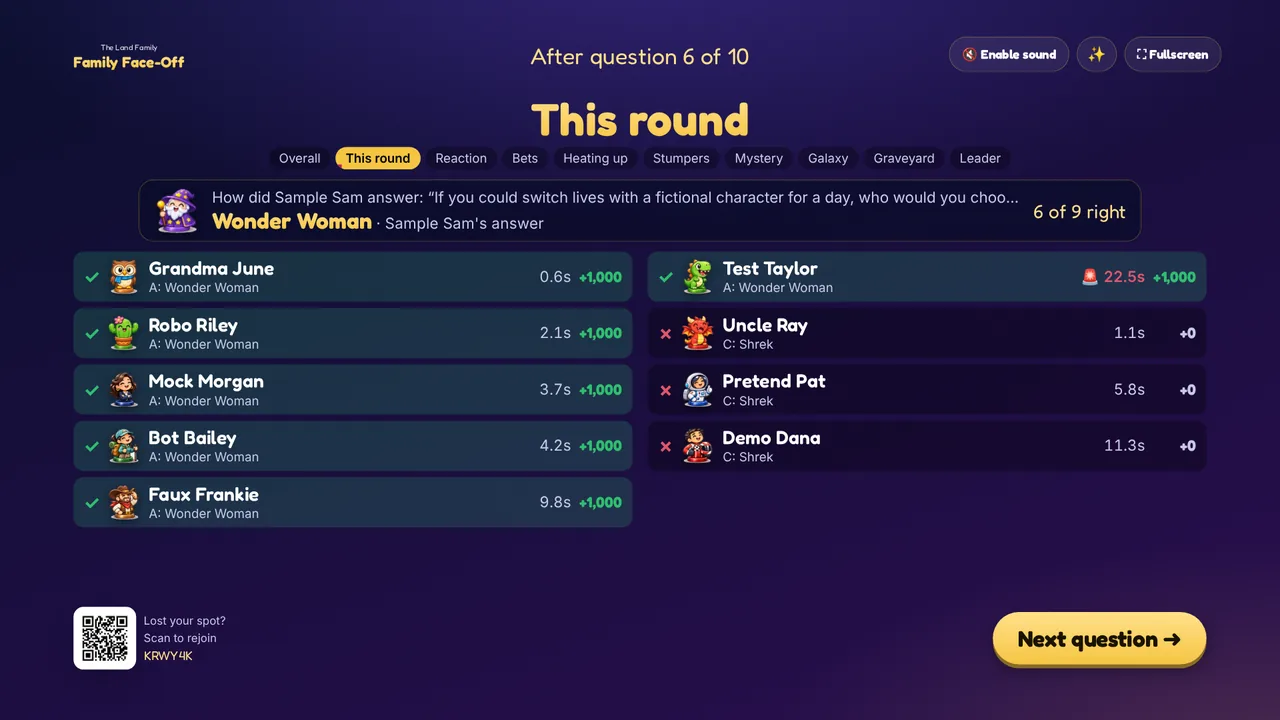 The Land Family
Family Face-Off
After question 6 of 10
🔇 Enable sound
✨
Fullscreen
This round
Overall
This round
Reaction
Bets
Heating up
Stumpers
Mystery
Galaxy
Graveyard
Leader
How did Sample Sam answer: “If you could switch lives with a fictional character for a day, who would you choo...
Wonder Woman · Sample Sam's answer
6 of 9 right
Grandma June
A: Wonder Woman
0.6s +1,000
Robo Riley
A: Wonder Woman
2.1s +1,000
Mock Morgan
A: Wonder Woman
3.7s +1,000
Bot Bailey
A: Wonder Woman
4.2s +1,000
Faux Frankie
A: Wonder Woman
9.8s +1,000
Test Taylor
A: Wonder Woman
🚨 22.5s +1,000
Uncle Ray
C: Shrek
1.1s +0
Pretend Pat
C: Shrek
5.8s +0
Demo Dana
C: Shrek
11.3s +0
Lost your spot?
Scan to rejoin
KRWY4K
Next question →